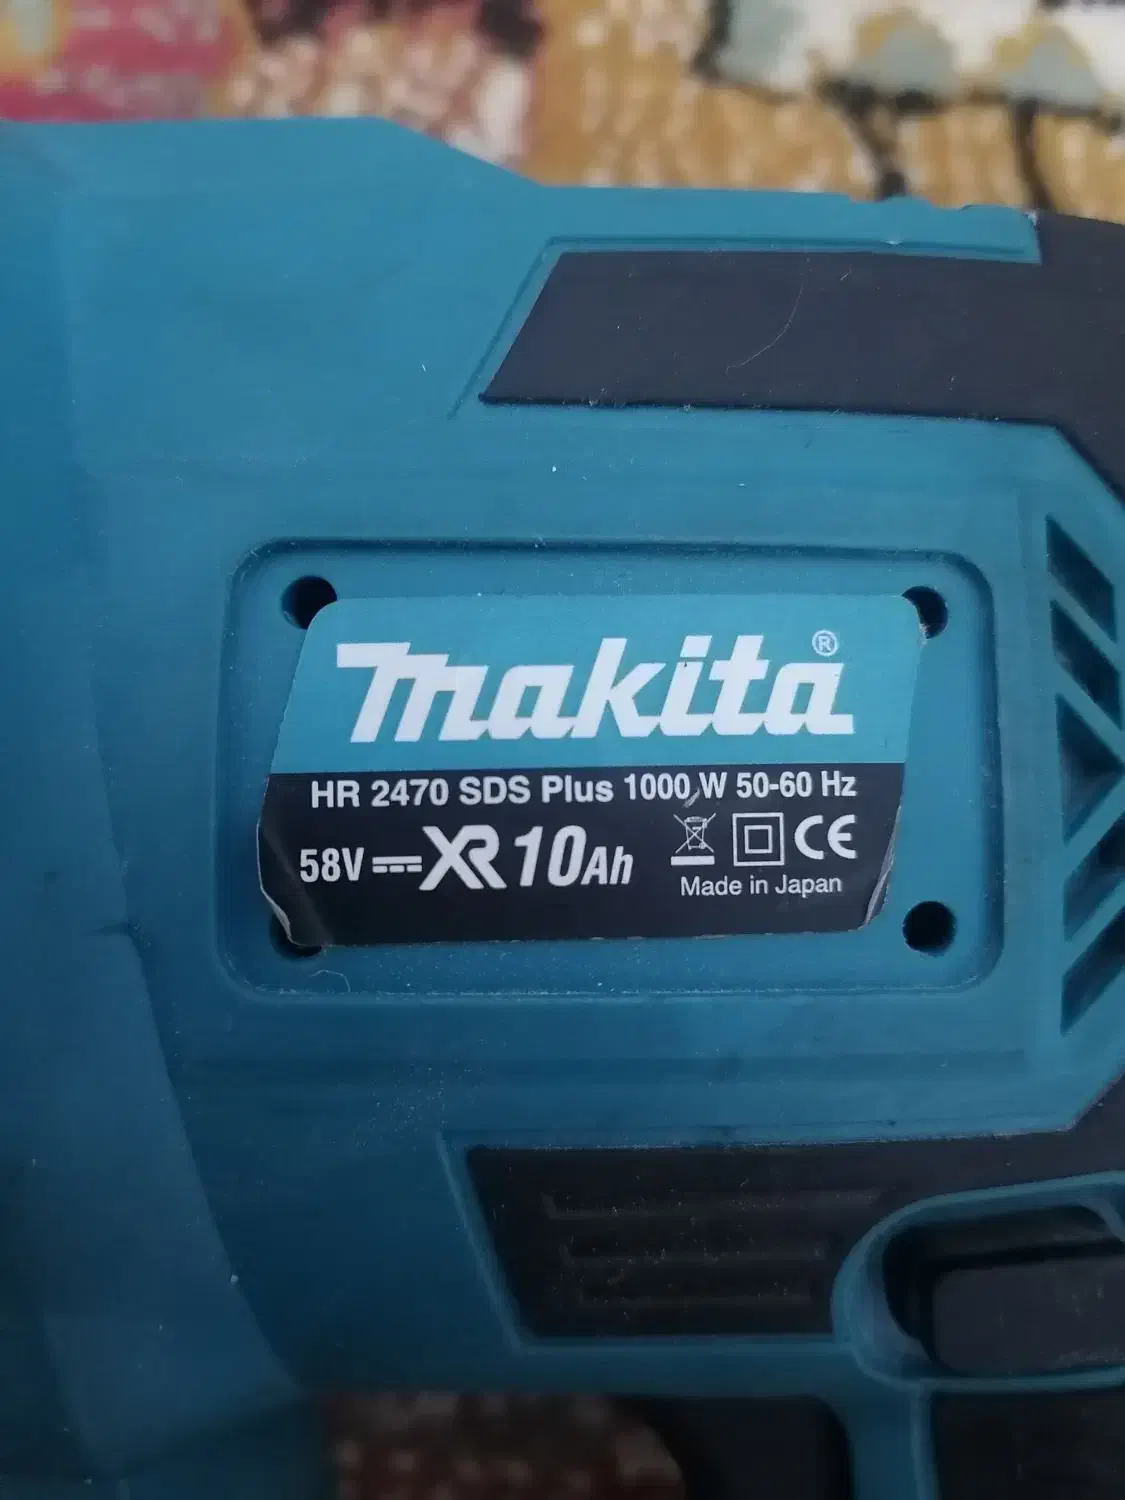 makita®
HR 2470 SDS Plus 1000 W 50-60 Hz
58V XR 10Ah CE
Made in Japan